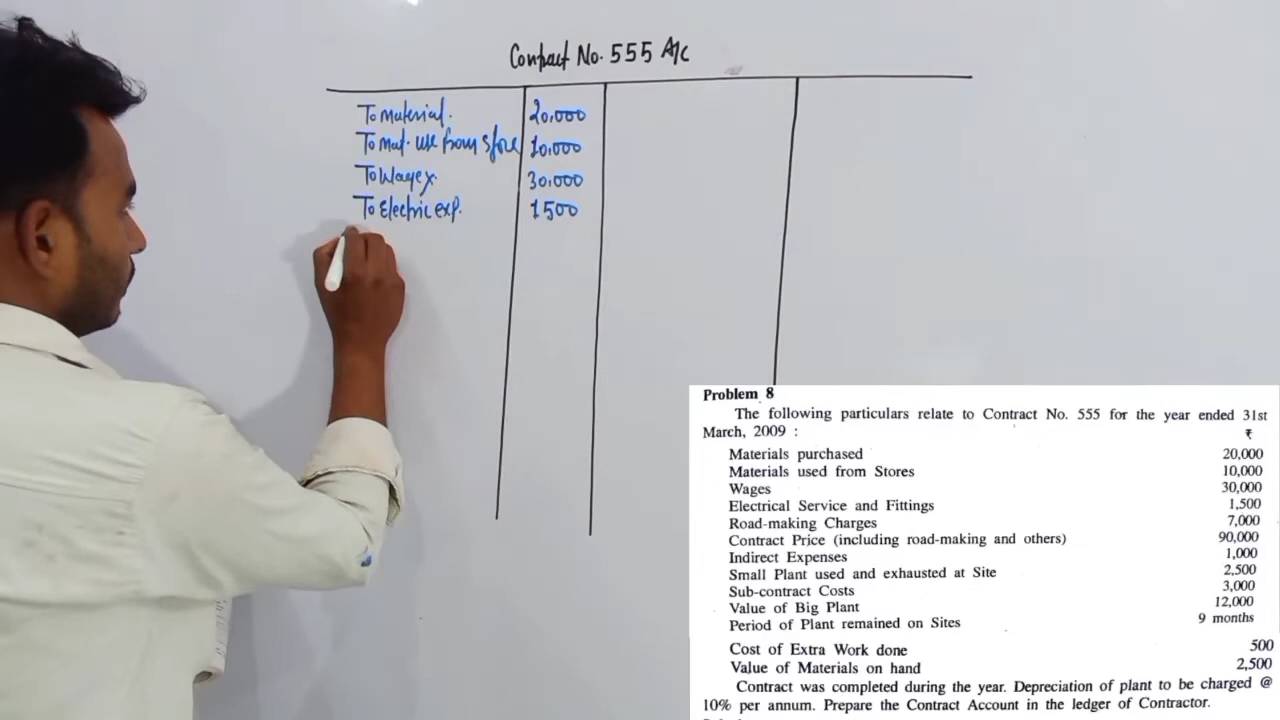 Contract No. 555 A/c
To Material. 20,000
To Mat. use from store 10,000
To Wages. 30,000
To Electric exp. 1500
Problem 8
The following particulars relate to Contract No. 555 for the year ended 31st
March, 2009 : ₹
Materials purchased 20,000
Materials used from Stores 10,000
Wages 30,000
Electrical Service and Fittings 1,500
Road-making Charges 7,000
Contract Price (including road-making and others) 90,000
Indirect Expenses 1,000
Small Plant used and exhausted at Site 2,500
Sub-contract Costs 3,000
Value of Big Plant 12,000
Period of Plant remained on Sites 9 months
Cost of Extra Work done 500
Value of Materials on hand 2,500
Contract was completed during the year. Depreciation of plant to be charged @
10% per annum. Prepare the Contract Account in the ledger of Contractor.